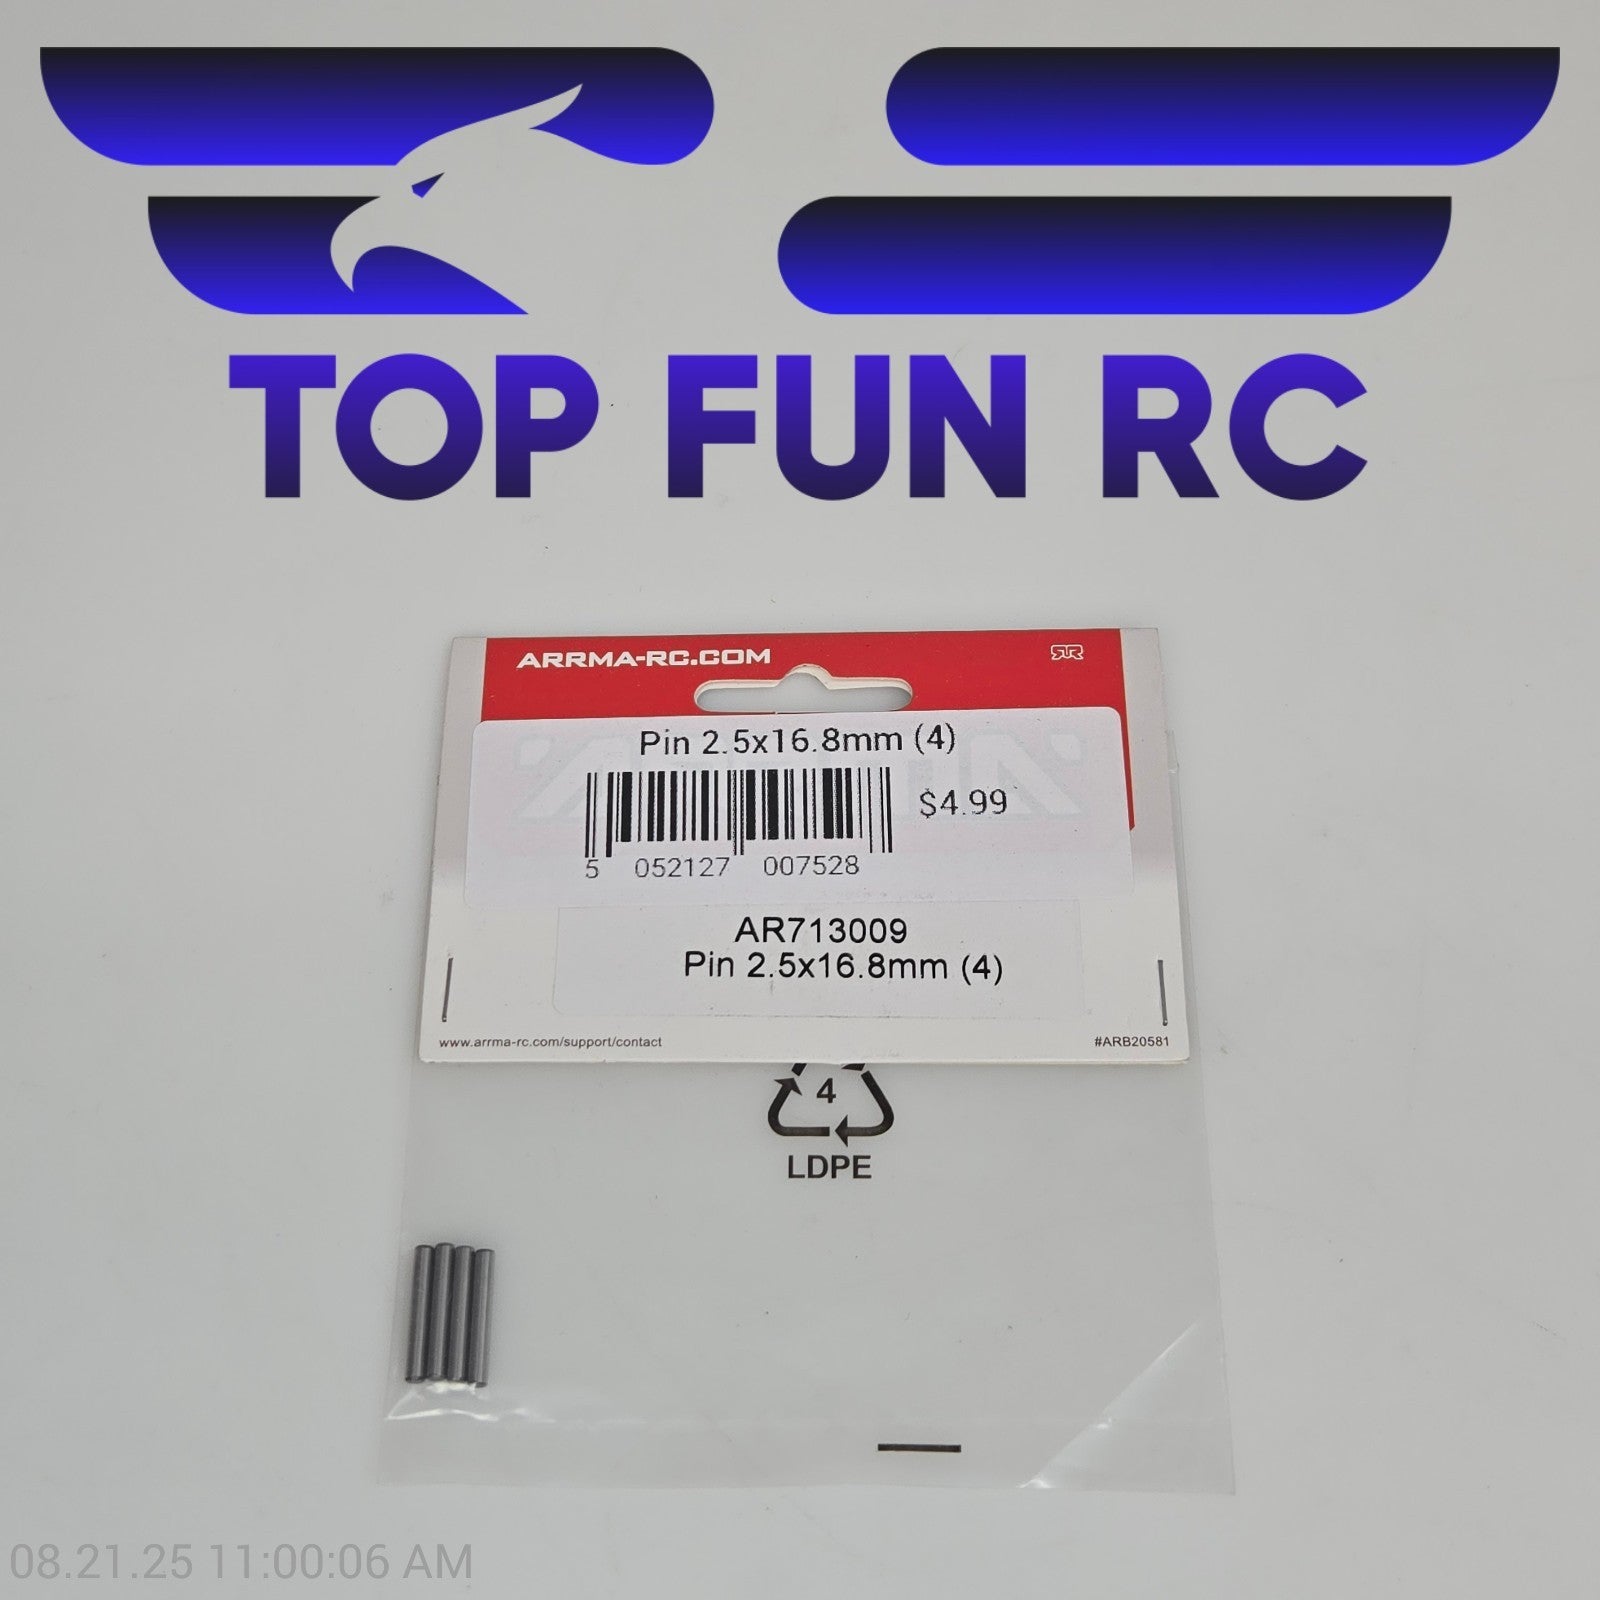 TOP FUN RC
ARRMA-RC.COM
Pin 2.5x16.8mm (4)
$4.99
5 052127 007528
AR713009
Pin 2.5x16.8mm (4)
www.arrma-rc.com/support/contact
#ARB20581
4
LDPE
08.21.25 11:00:06 AM